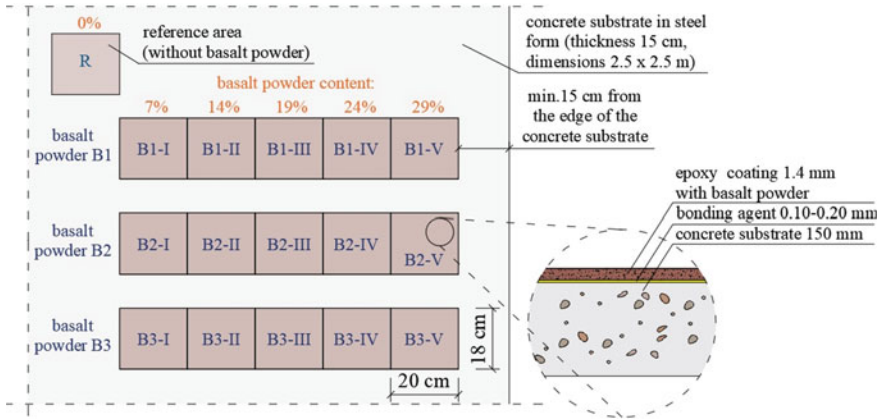 0%
R
reference area
(without basalt powder)
concrete substrate in steel
form (thickness 15 cm,
dimensions 2.5 x 2.5 m)
basalt powder content:
7% 14% 19% 24% 29%
min.15 cm from
the edge of the
concrete substrate
basalt
powder B1
B1-I B1-II B1-III B1-IV B1-V
epoxy coating 1.4 mm
with basalt powder
bonding agent 0.10-0.20 mm
concrete substrate 150 mm
basalt
powder B2
B2-I B2-II B2-III B2-IV B2-V
basalt
powder B3
B3-I B3-II B3-III B3-IV B3-V
18 cm
20 cm